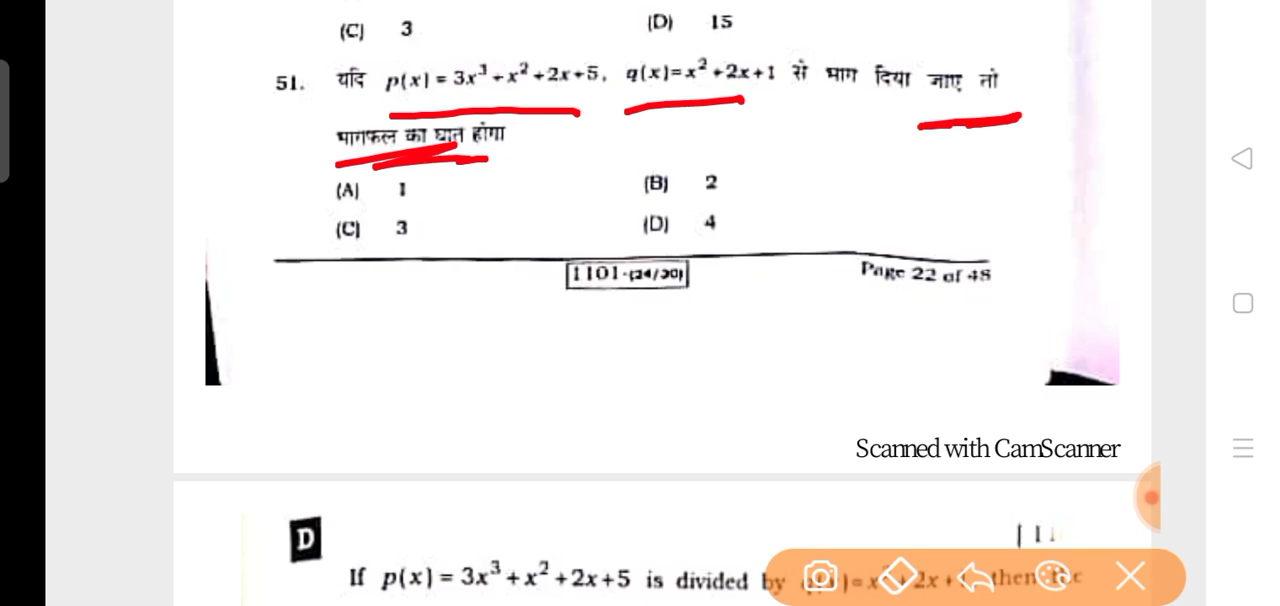 (C) 3 (D) 15
51. यदि p(x) = 3x³+x²+2x+5, q(x)=x²+2x+1 से भाग दिया जाए तो
भागफल का घात होगा
(A) 1 (B) 2
(C) 3 (D) 4
1101-(24/30) Page 22 of 48
Scanned with CamScanner
D
If p(x) = 3x³+x²+2x+5 is divided by )=x 2x+ then